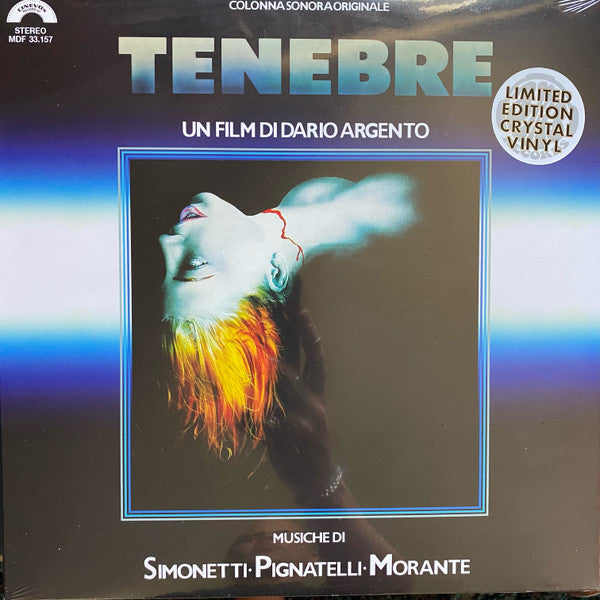 COLONNA SONORA ORIGINALE
CINEVOX
STEREO
MDF 33.157
TENEBRE
LIMITED
EDITION
CRYSTAL
VINYL
UN FILM DI DARIO ARGENTO
MUSICHE DI
SIMONETTI·PIGNATELLI·MORANTE